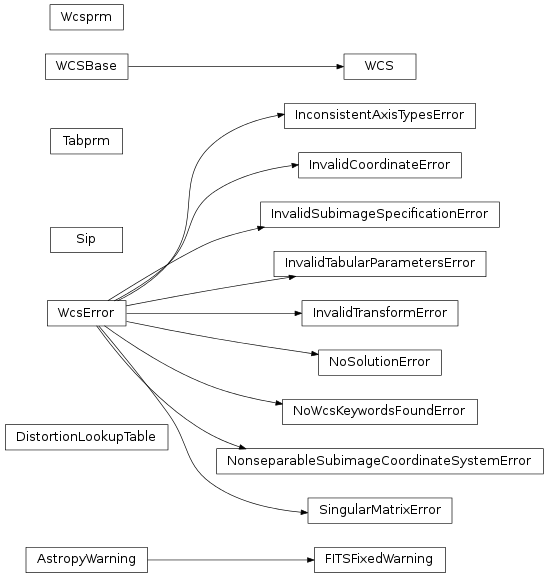 Wcsprm
WCSBase
WCS
InconsistentAxisTypesError
Tabprm
InvalidCoordinateError
InvalidSubimageSpecificationError
Sip
InvalidTabularParametersError
WcsError
InvalidTransformError
NoSolutionError
NoWcsKeywordsFoundError
DistortionLookupTable
NonseparableSubimageCoordinateSystemError
SingularMatrixError
AstropyWarning
FITSFixedWarning